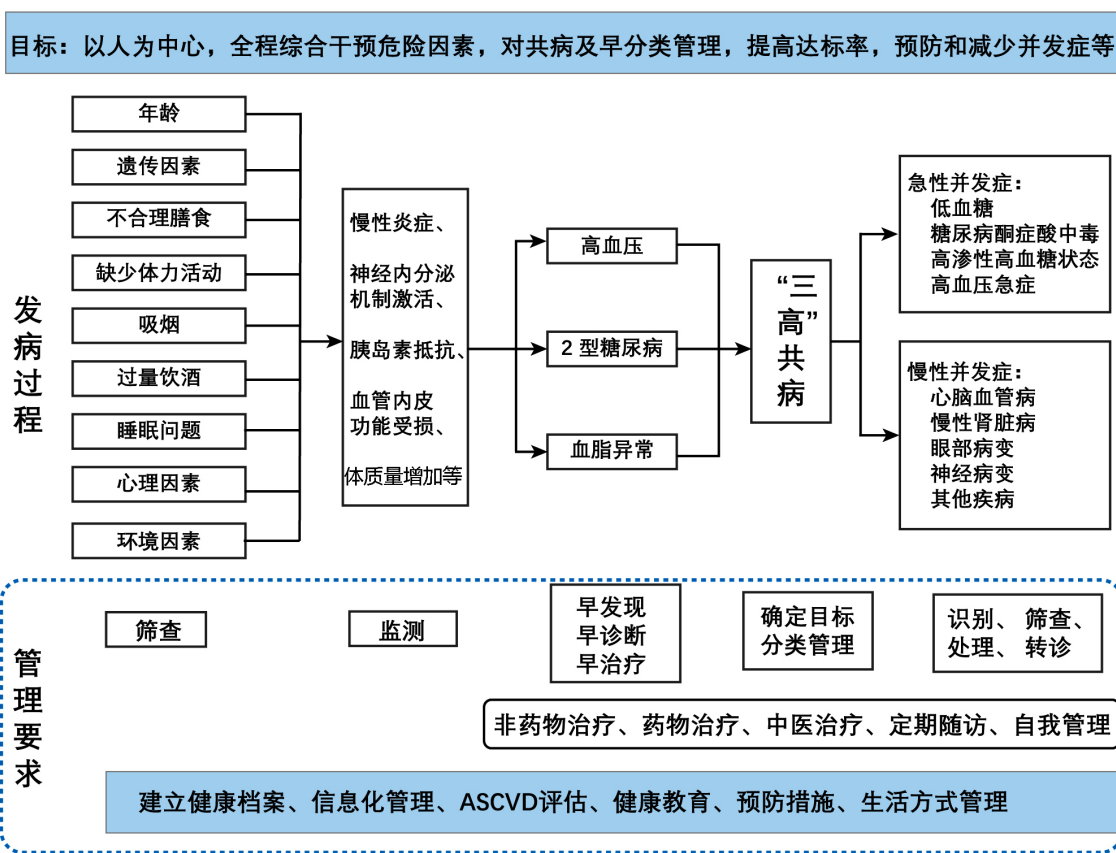 目标：以人为中心，全程综合干预危险因素，对共病及早分类管理，提高达标率，预防和减少并发症等
发病过程
年龄
遗传因素
不合理膳食
缺少体力活动
吸烟
过量饮酒
睡眠问题
心理因素
环境因素
慢性炎症、
神经内分泌
机制激活、
胰岛素抵抗、
血管内皮
功能受损、
体质量增加等
高血压
2 型糖尿病
血脂异常
“三高”共病
急性并发症：
低血糖
糖尿病酮症酸中毒
高渗性高血糖状态
高血压急症
慢性并发症：
心脑血管病
慢性肾脏病
眼部病变
神经病变
其他疾病
管理要求
筛查
监测
早发现
早诊断
早治疗
确定目标
分类管理
识别、筛查、
处理、转诊
非药物治疗、药物治疗、中医治疗、定期随访、自我管理
建立健康档案、信息化管理、ASCVD评估、健康教育、预防措施、生活方式管理